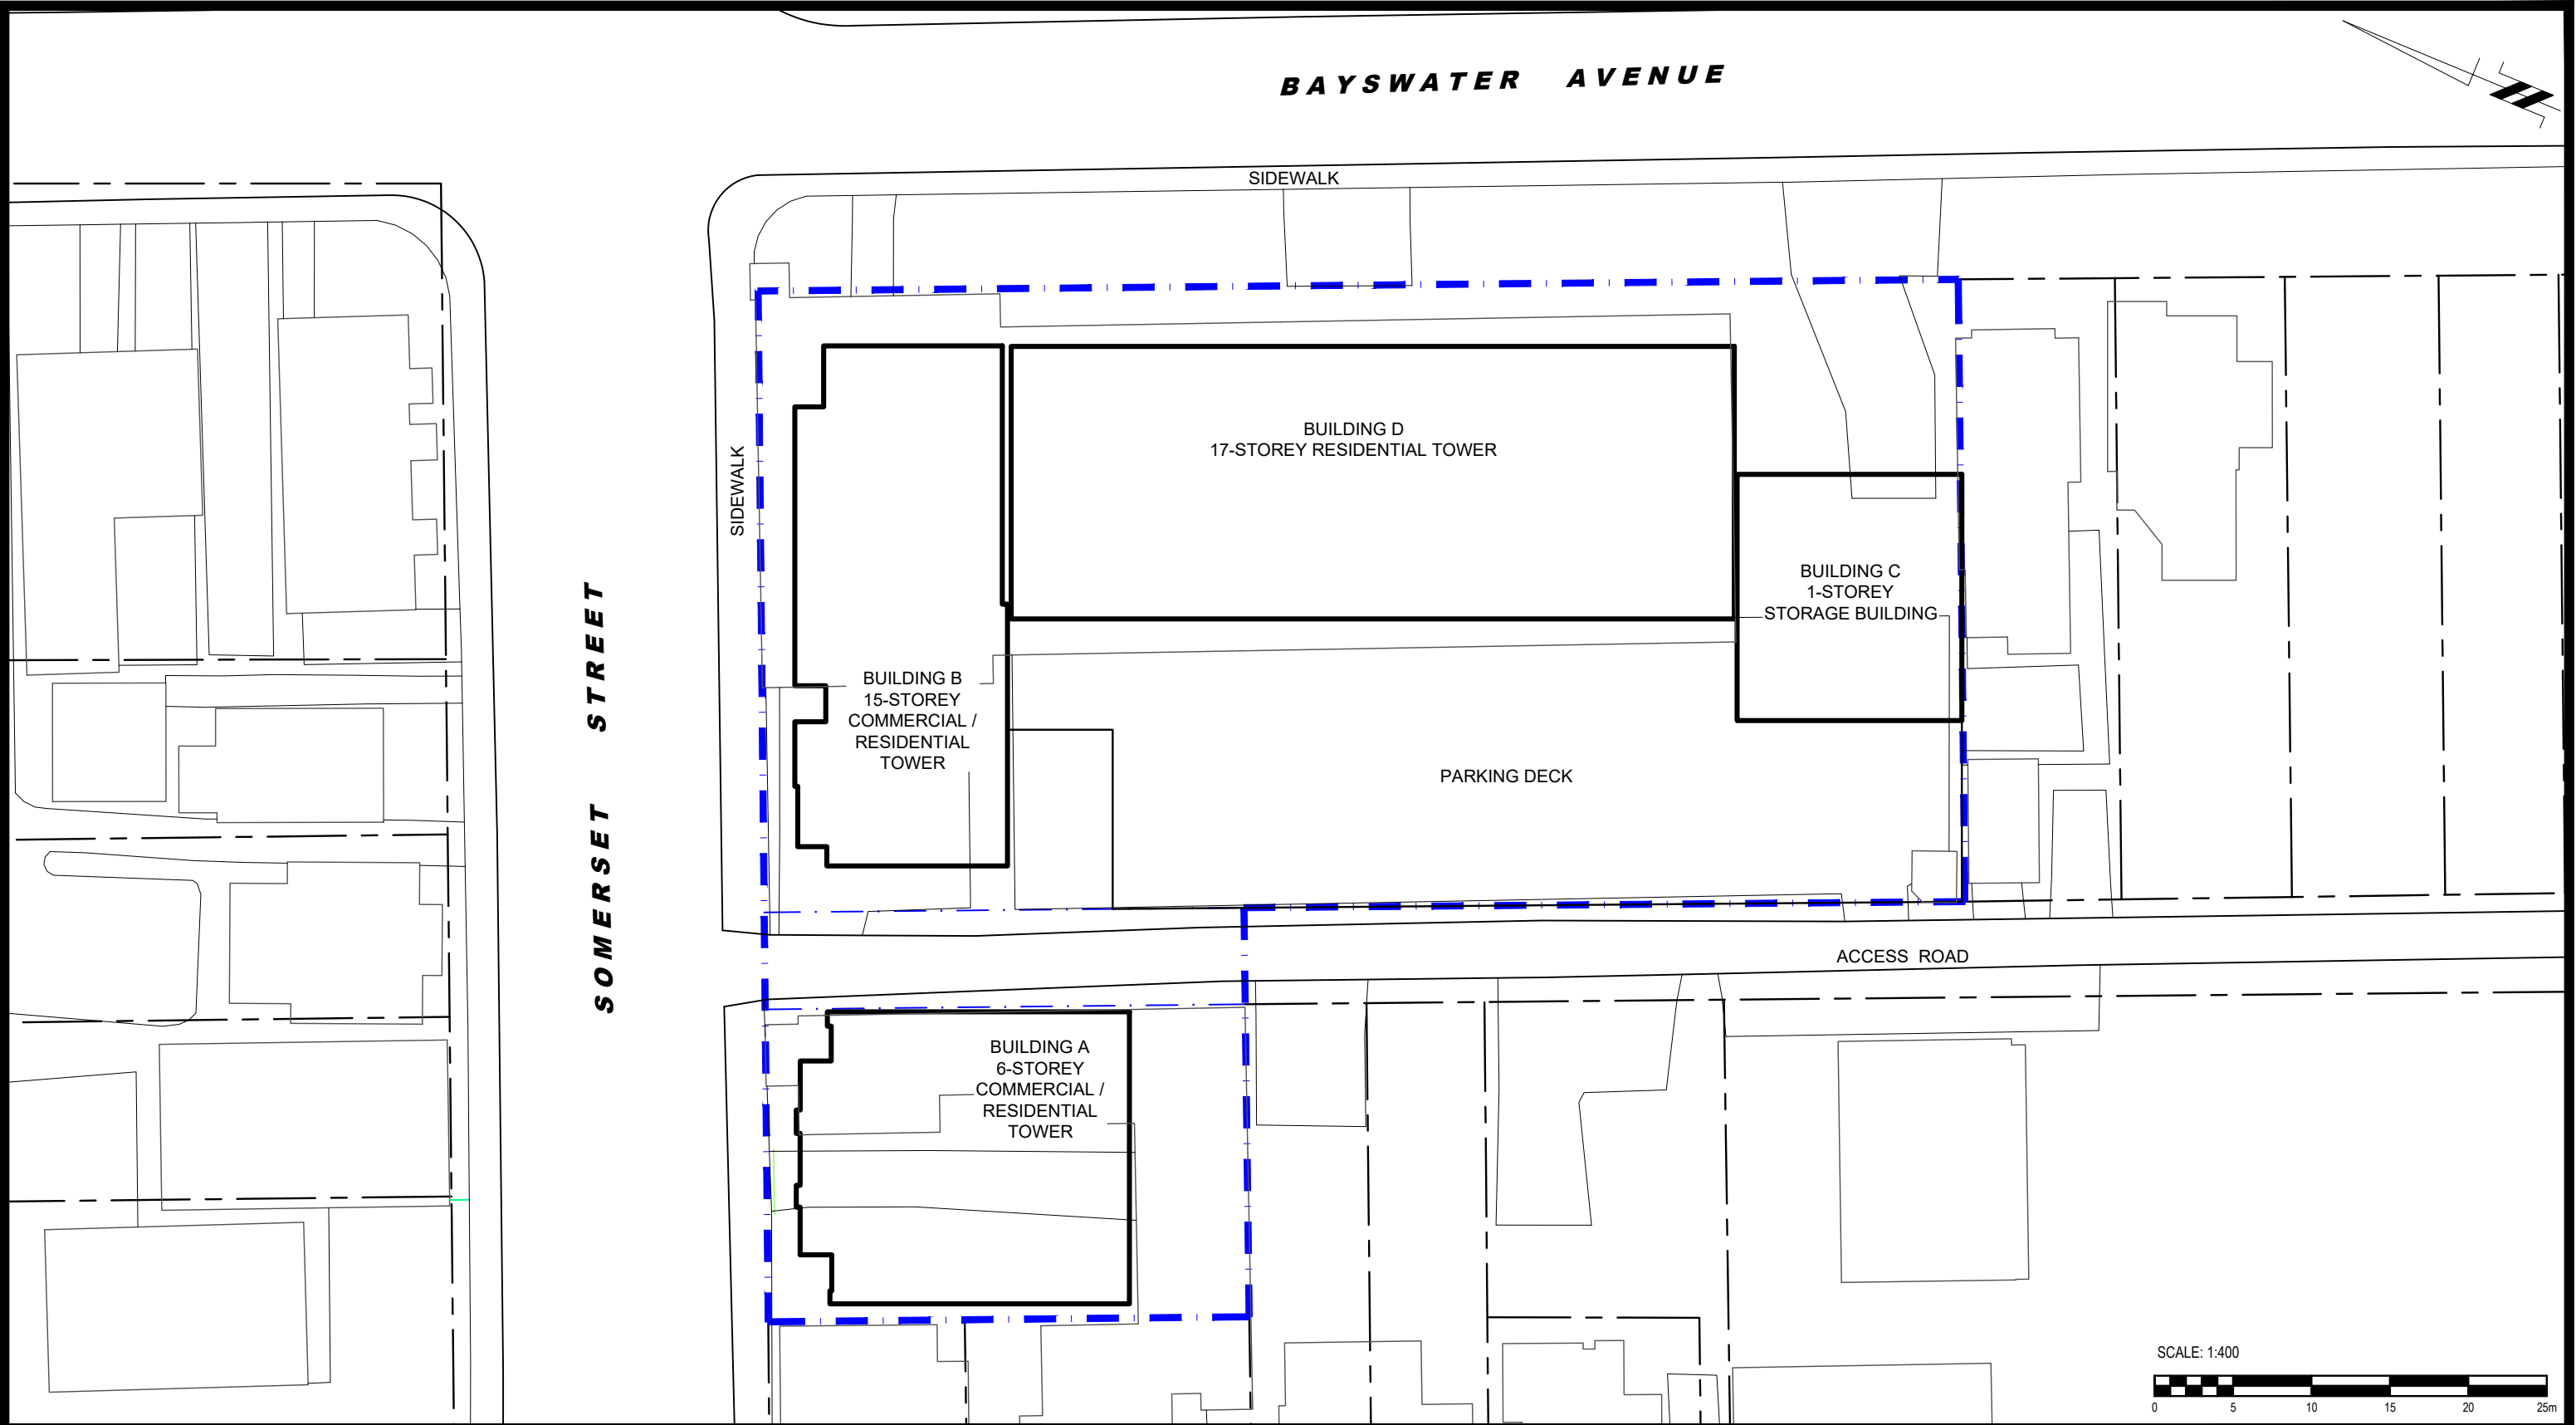 BAYSWATER AVENUE
SIDEWALK
SIDEWALK
SOMERSET STREET
BUILDING D
17-STOREY RESIDENTIAL TOWER
BUILDING C
1-STOREY
STORAGE BUILDING
BUILDING B
15-STOREY
COMMERCIAL /
RESIDENTIAL
TOWER
PARKING DECK
ACCESS ROAD
BUILDING A
6-STOREY
COMMERCIAL /
RESIDENTIAL
TOWER
SCALE: 1:400
0 5 10 15 20 25m